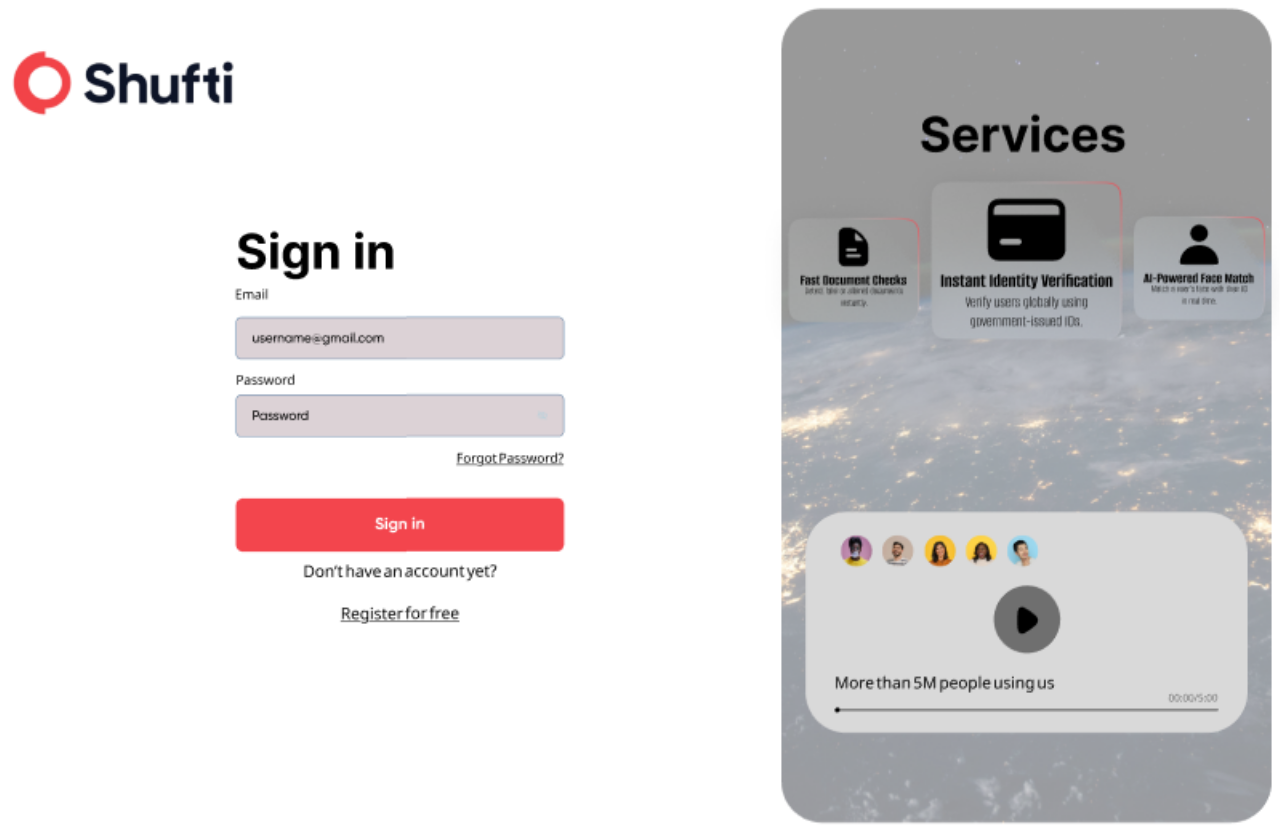 Shufti
Sign in
Email
username@gmail.com
Password
Password
Forgot Password?
Sign in
Don't have an account yet?
Register for free
Services
Fast Document Checks
Detect fake or altered documents
instantly.
Instant Identity Verification
Verify users globally using
government-issued IDs.
AI-Powered Face Match
Match a user's face with their ID
in real time.
More than 5M people using us
00:00/5:00